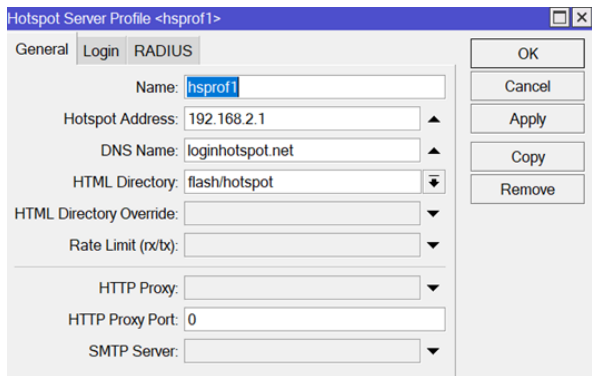 Hotspot Server Profile <hsprof1>
General Login RADIUS
Name: hsprof1
Hotspot Address: 192.168.2.1
DNS Name: loginhotspot.net
HTML Directory: flash/hotspot
HTML Directory Override:
Rate Limit (rx/tx):
HTTP Proxy:
HTTP Proxy Port: 0
SMTP Server:
OK
Cancel
Apply
Copy
Remove